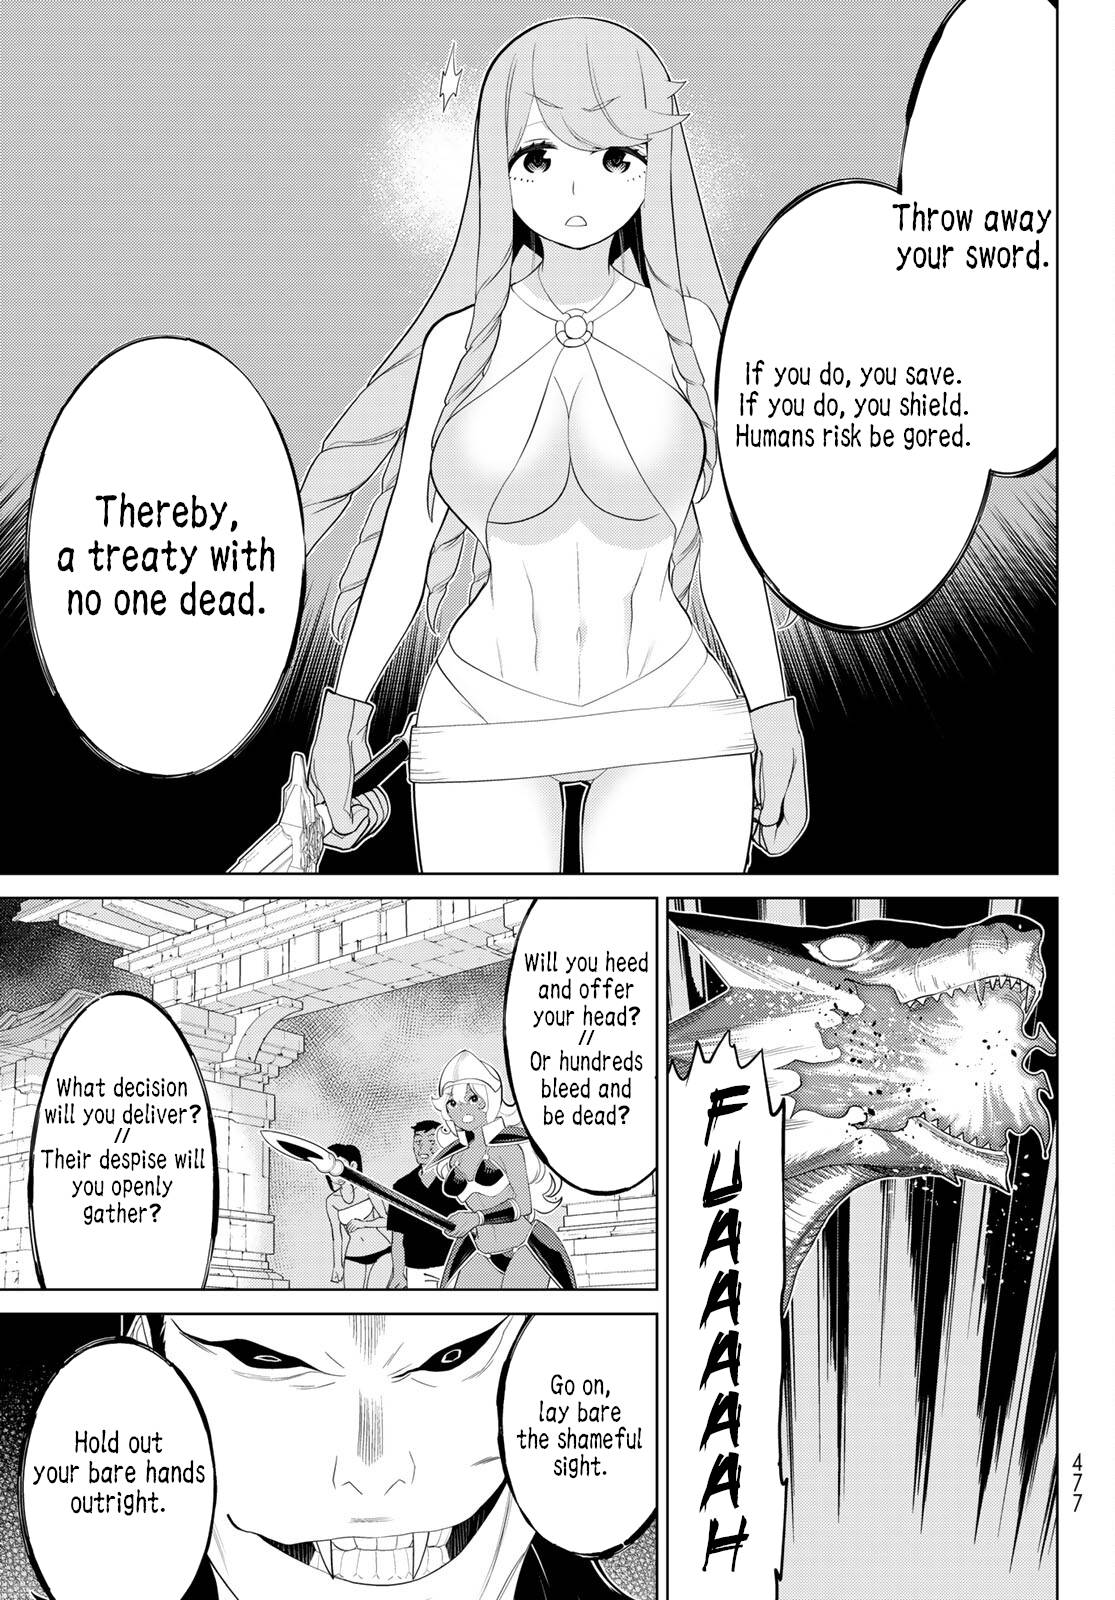 Throw away
your sword.
If you do, you save.
If you do, you shield.
Humans risk be gored.
Thereby,
a treaty with
no one dead.
FUAAAAAAH
Will you heed
and offer
your head?
//
Or hundreds
bleed and
be dead?
What decision
will you deliver?
//
Their despise will
you openly
gather?
Go on,
lay bare
the shameful
sight.
Hold out
your bare hands
outright.
477